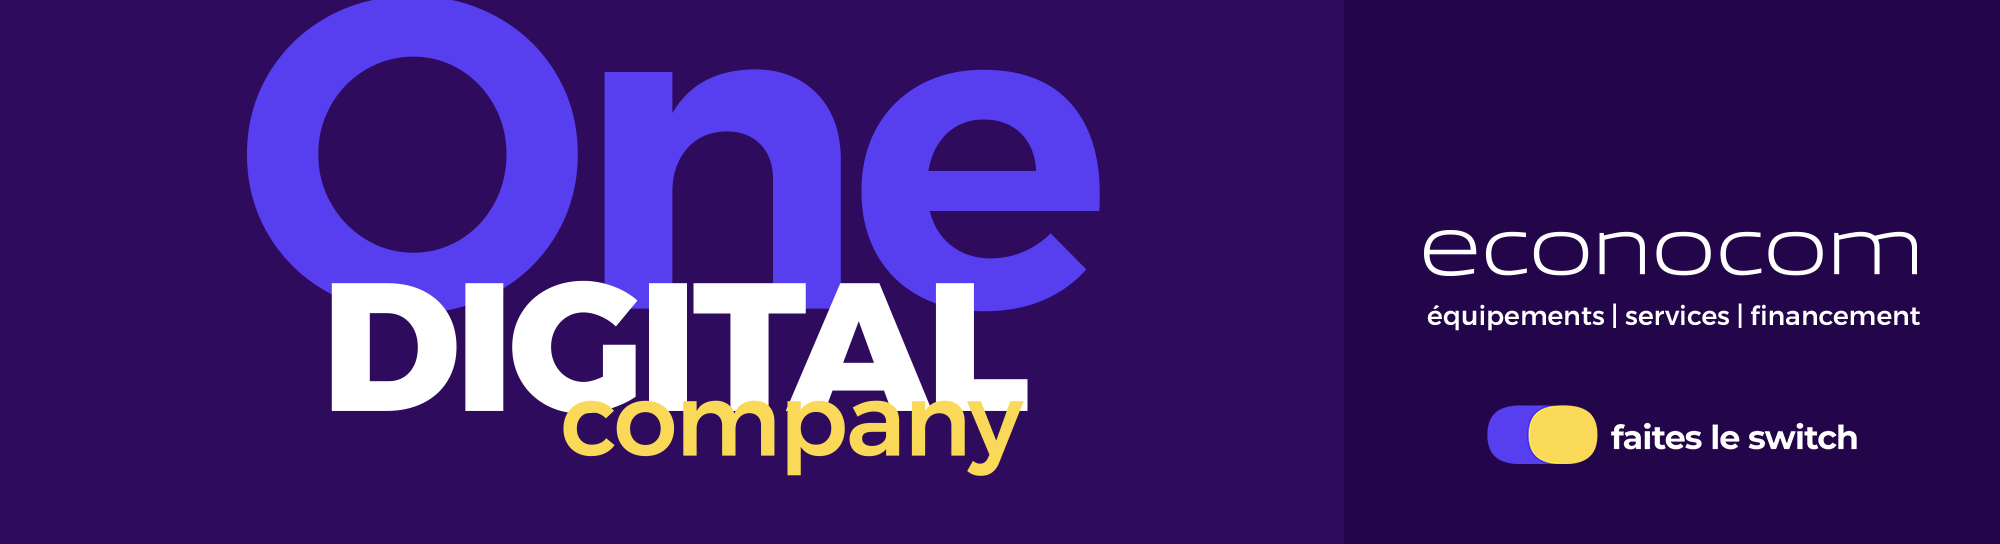 One
DIGITAL
company
econocom
équipements | services | financement
faites le switch